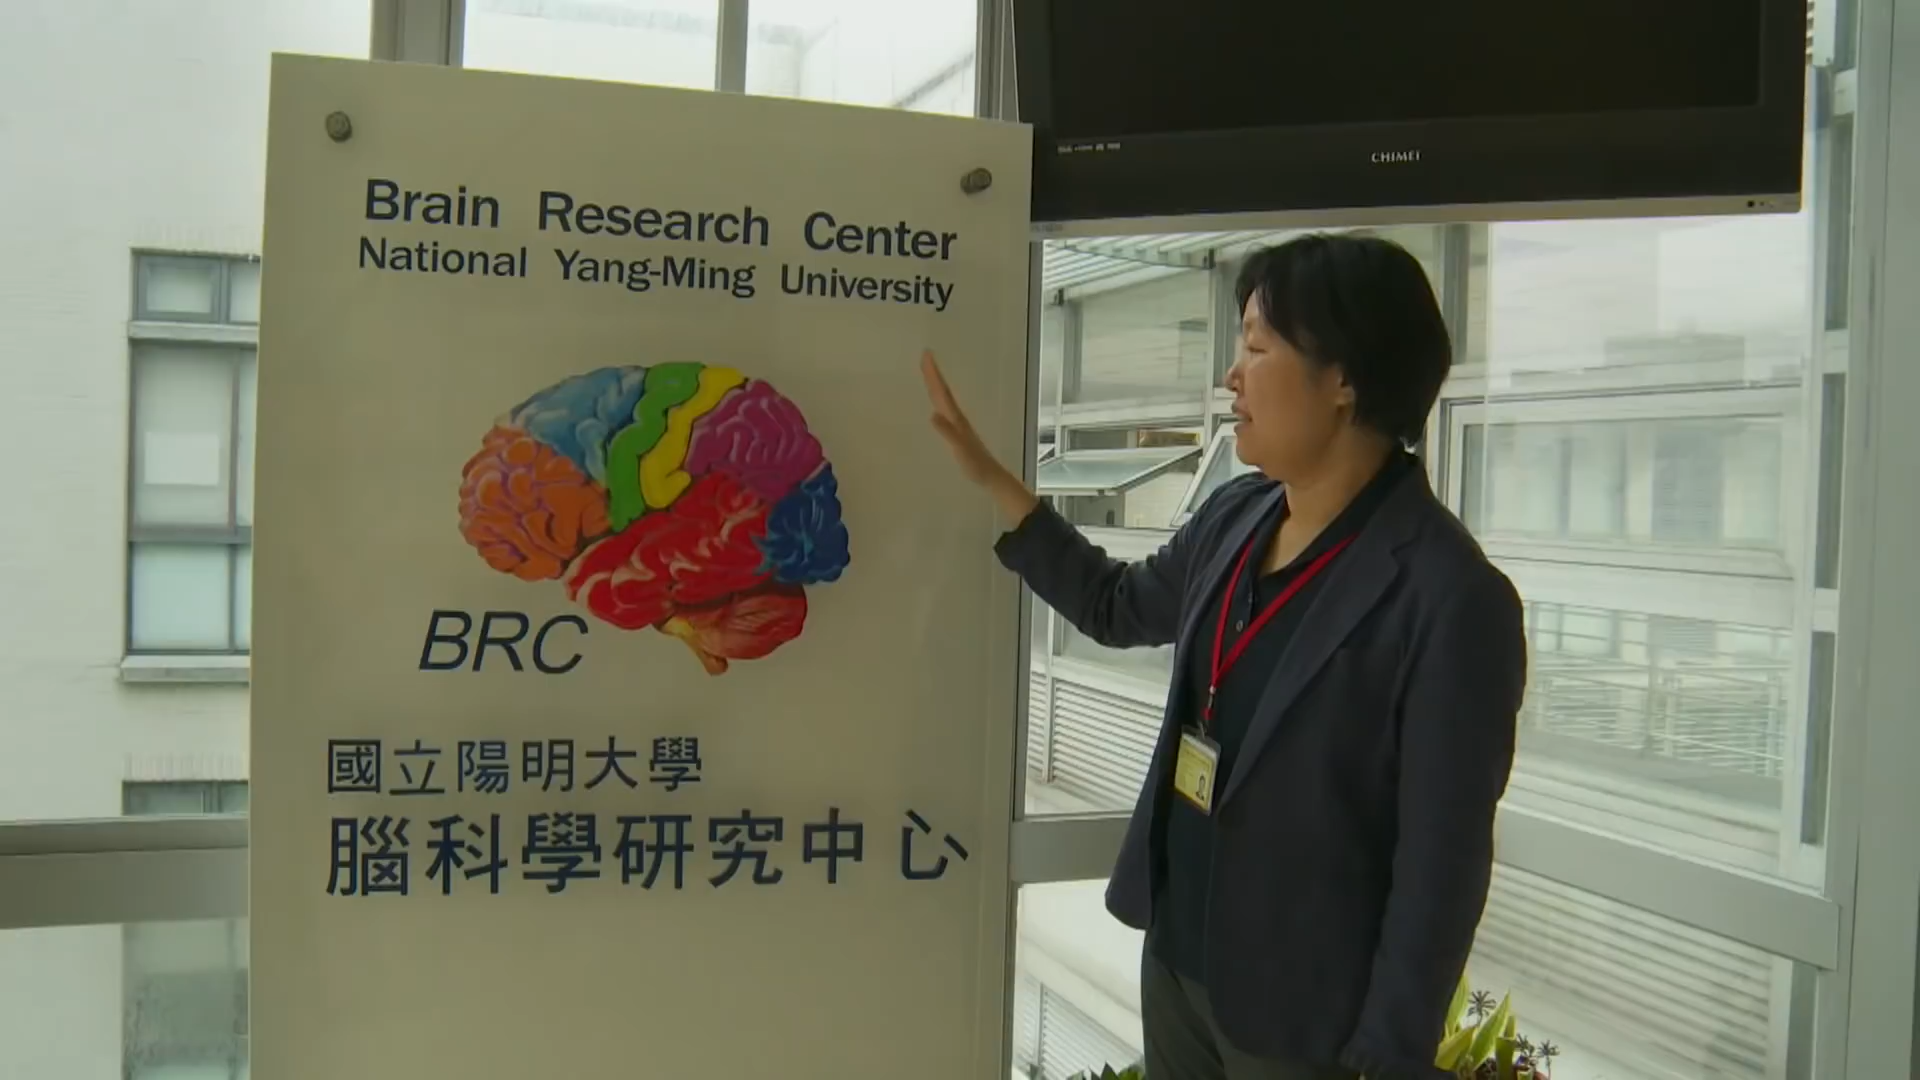 CHIMEI
Brain Research Center
National Yang-Ming University
BRC
國立陽明大學
腦科學研究中心